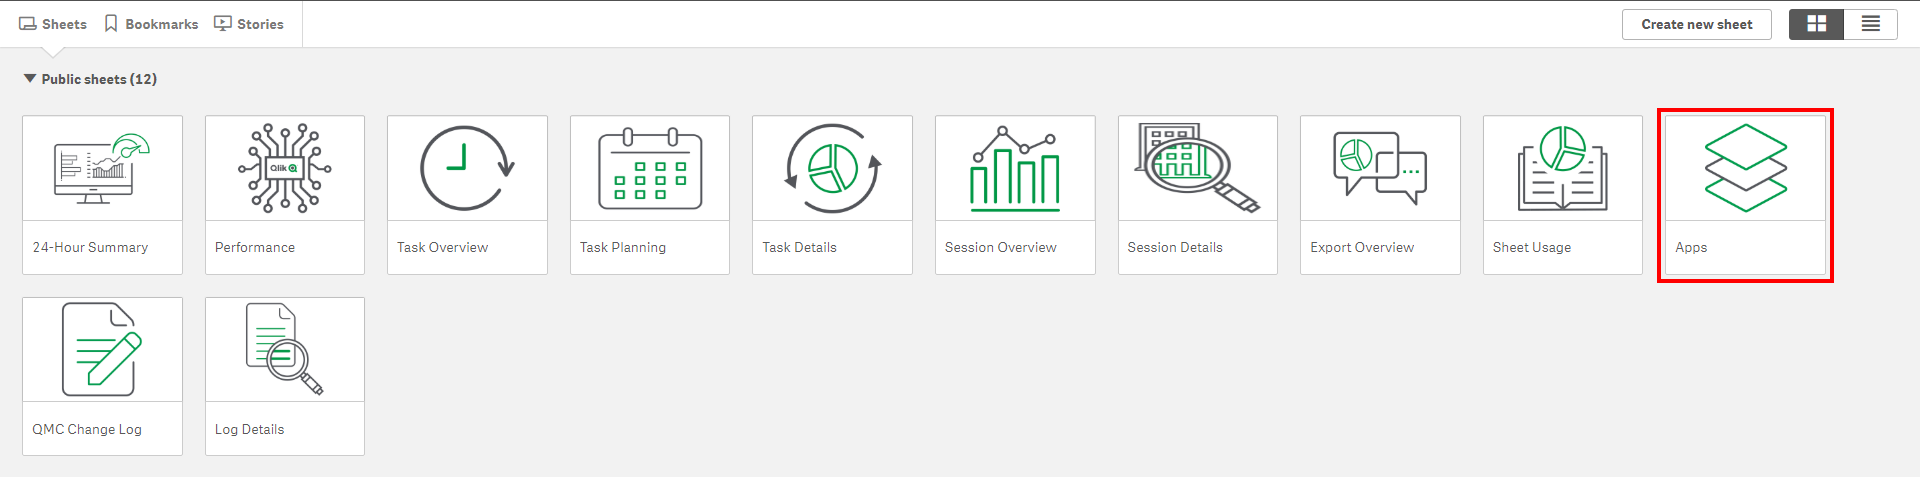 Sheets Bookmarks Stories Create new sheet
Public sheets (12)
Qlik
24-Hour Summary Performance Task Overview Task Planning Task Details Session Overview Session Details Export Overview Sheet Usage Apps
QMC Change Log Log Details